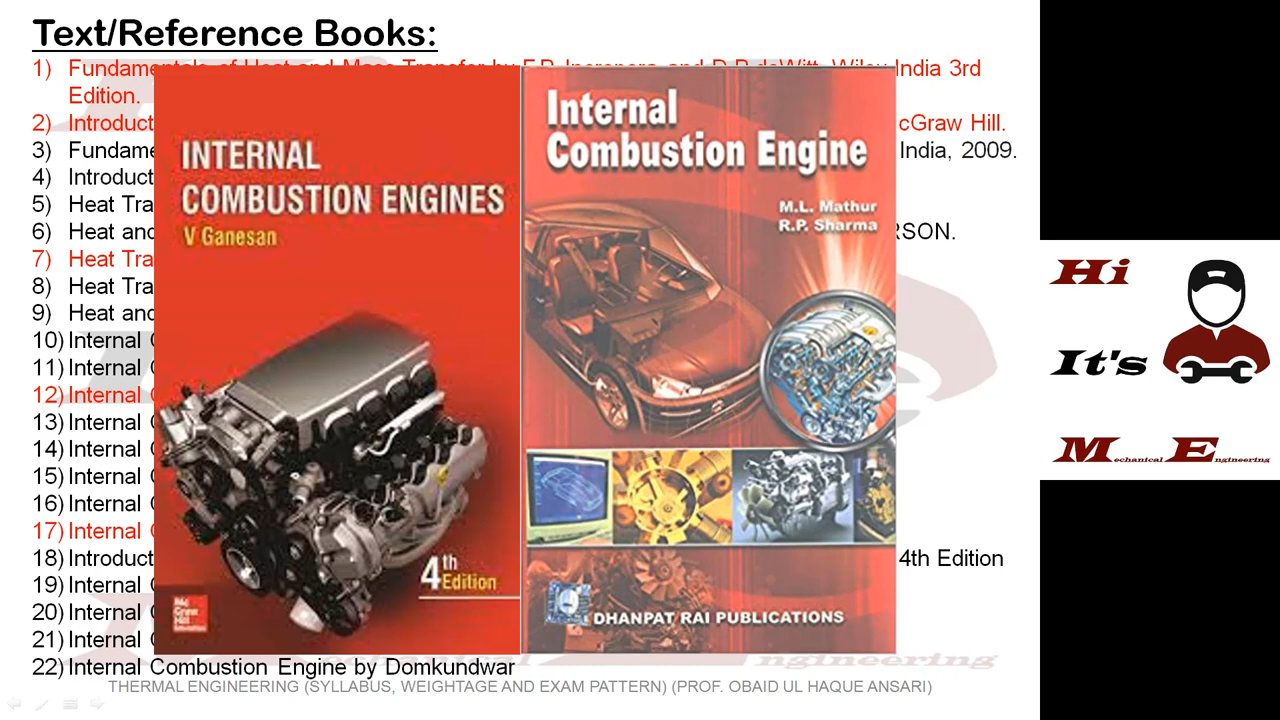 Text/Reference Books:
1) Fundamentals of Heat and Mass Transfer by F.P. Incropera and D.P. deWitt, Wiley India 3rd
Edition.
2) Introduct cGraw Hill.
3) Fundame India, 2009.
4) Introduct
5) Heat Tra
6) Heat and RSON.
7) Heat Tra
8) Heat Tra
9) Heat and
10) Internal C
11) Internal C
12) Internal C
13) Internal C
14) Internal C
15) Internal C
16) Internal C
17) Internal C
18) Introduct 4th Edition
19) Internal C
20) Internal C
21) Internal C
22) Internal Combustion Engine by Domkundwar
INTERNAL
COMBUSTION ENGINES
V Ganesan
4th Edition
Mc
Graw
Hill
Education
Internal
Combustion Engine
M.L. Mathur
R.P. Sharma
DHANPAT RAI PUBLICATIONS
THERMAL ENGINEERING (SYLLABUS, WEIGHTAGE AND EXAM PATTERN) (PROF. OBAID UL HAQUE ANSARI)
Hi
It's
Mechanical Engineering